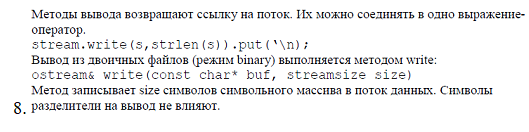 Методы вывода возвращают ссылку на поток. Их можно соединять в одно выражение-
оператор.
stream.write(s,strlen(s)).put('\n);
Вывод из двоичных файлов (режим binary) выполняется методом write:
ostream& write(const char* buf, streamsize size)
Метод записывает size символов символьного массива в поток данных. Символы
8. разделители на вывод не влияют.